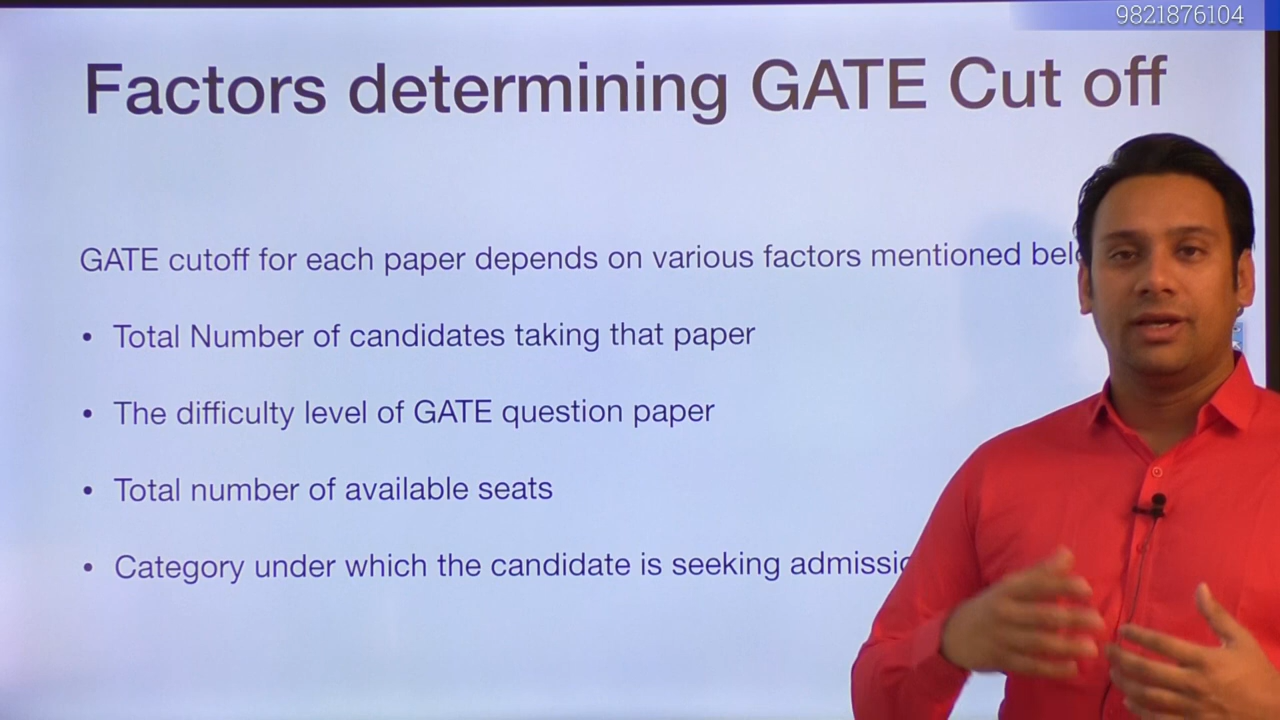 9821876104
Factors determining GATE Cut off
GATE cutoff for each paper depends on various factors mentioned
• Total Number of candidates taking that paper
• The difficulty level of GATE question paper
• Total number of available seats
• Category under which the candidate is seeking